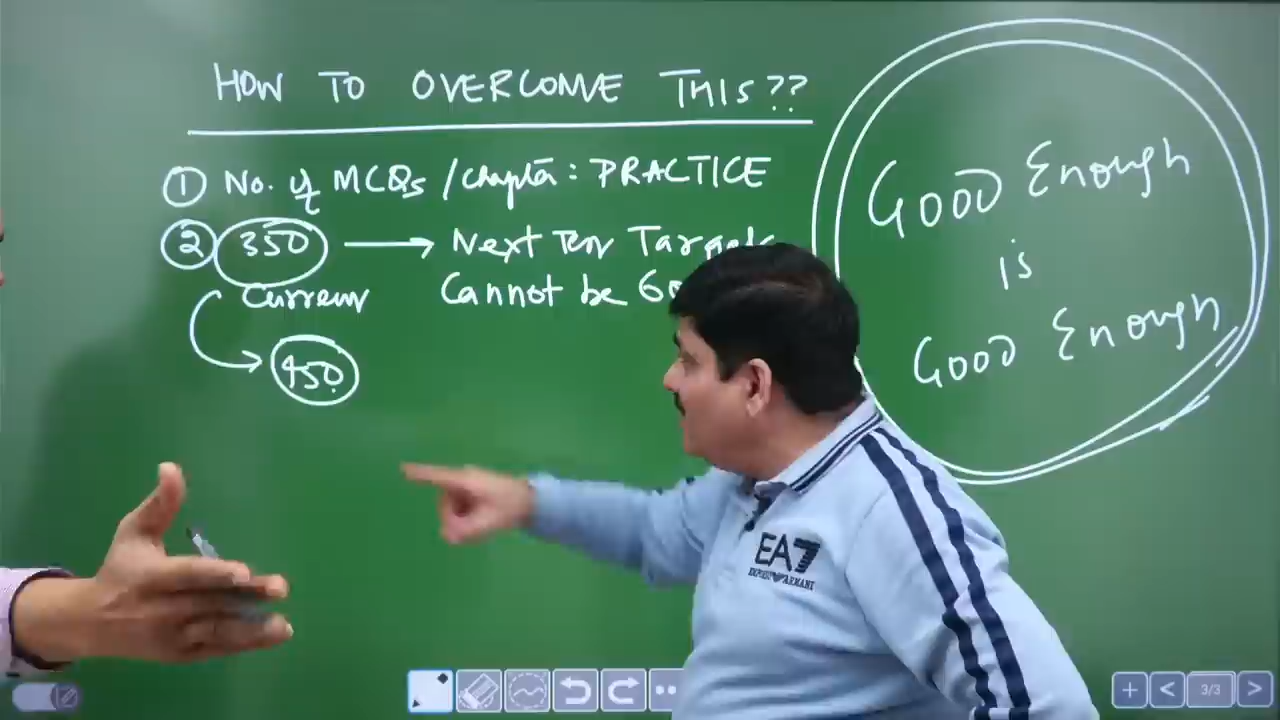 HOW TO OVERCOME THIS??
① No. of MCQs / Chapter : PRACTICE
② 350 → Next Ten Targets
Current
Cannot be
450
GOOD Enough
is
GOOD Enough
EA7
EMPORIO ARMANI
3/3